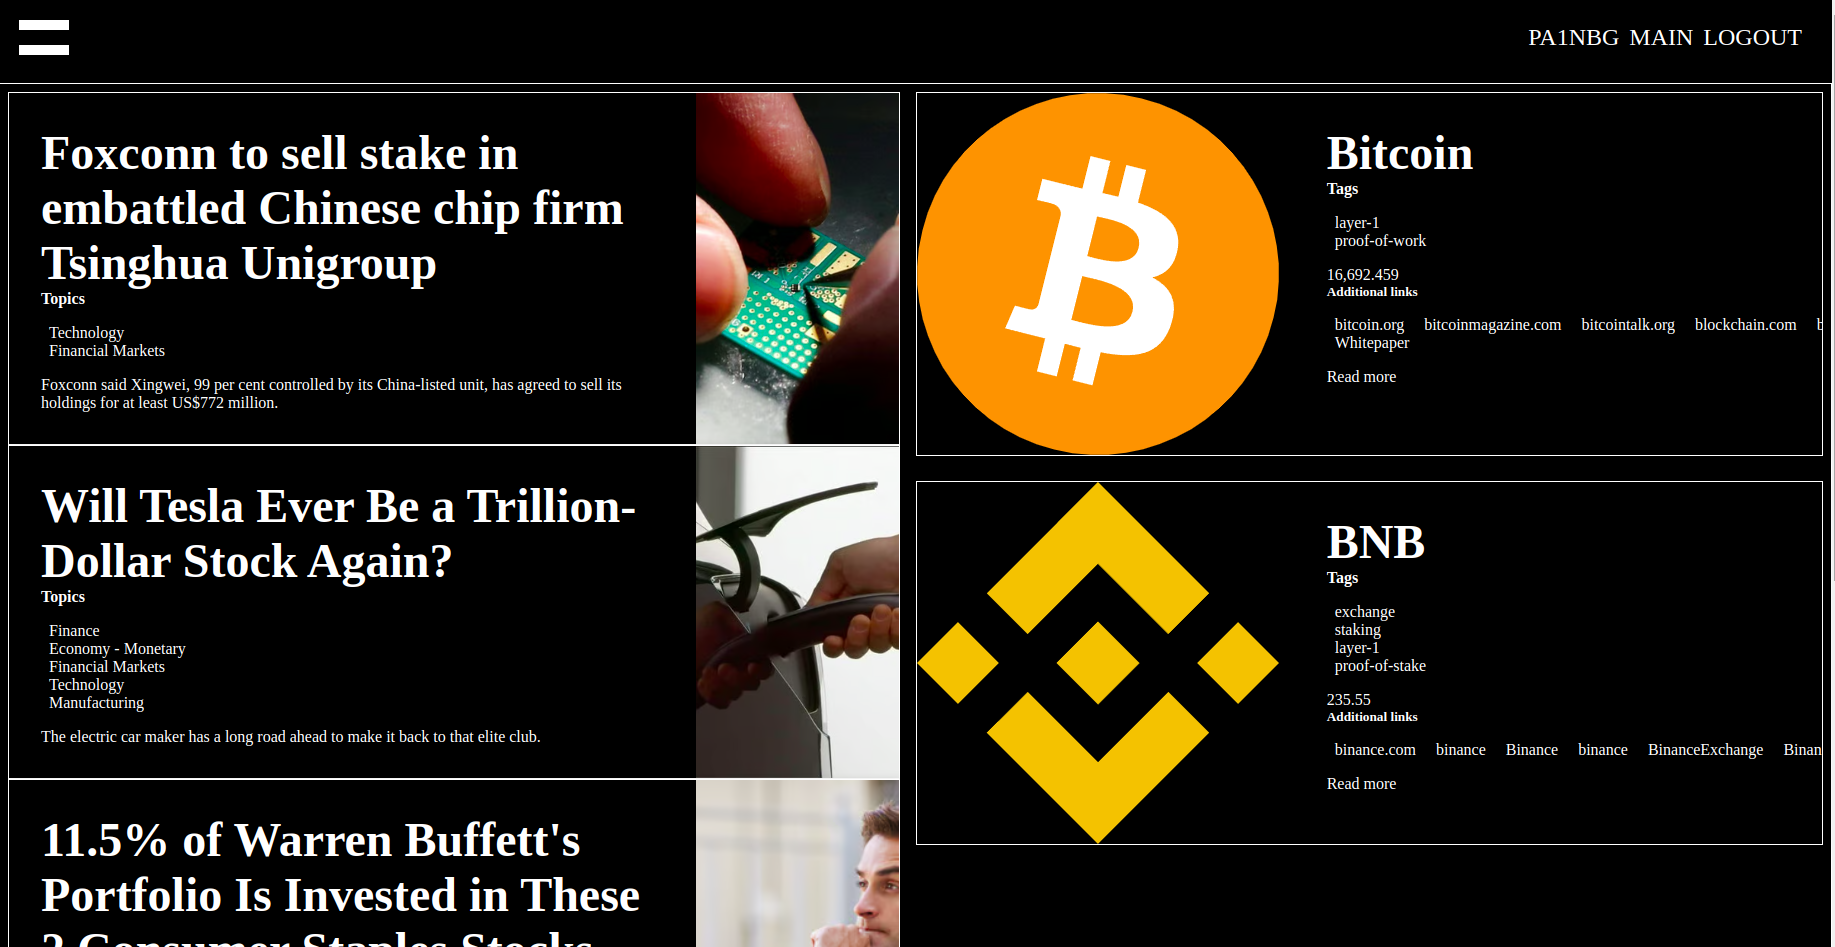 PA1NBG MAIN LOGOUT
Foxconn to sell stake in
embattled Chinese chip firm
Tsinghua Unigroup
Topics
Technology
Financial Markets
Foxconn said Xingwei, 99 per cent controlled by its China-listed unit, has agreed to sell its
holdings for at least US$772 million.
Will Tesla Ever Be a Trillion-
Dollar Stock Again?
Topics
Finance
Economy - Monetary
Financial Markets
Technology
Manufacturing
The electric car maker has a long road ahead to make it back to that elite club.
11.5% of Warren Buffett's
Portfolio Is Invested in These
Consumer Staples Stocks
Bitcoin
Tags
layer-1
proof-of-work
16,692.459
Additional links
bitcoin.org bitcoinmagazine.com bitcointalk.org blockchain.com b
Whitepaper
Read more
BNB
Tags
exchange
staking
layer-1
proof-of-stake
235.55
Additional links
binance.com binance Binance binance BinanceExchange Binan
Read more